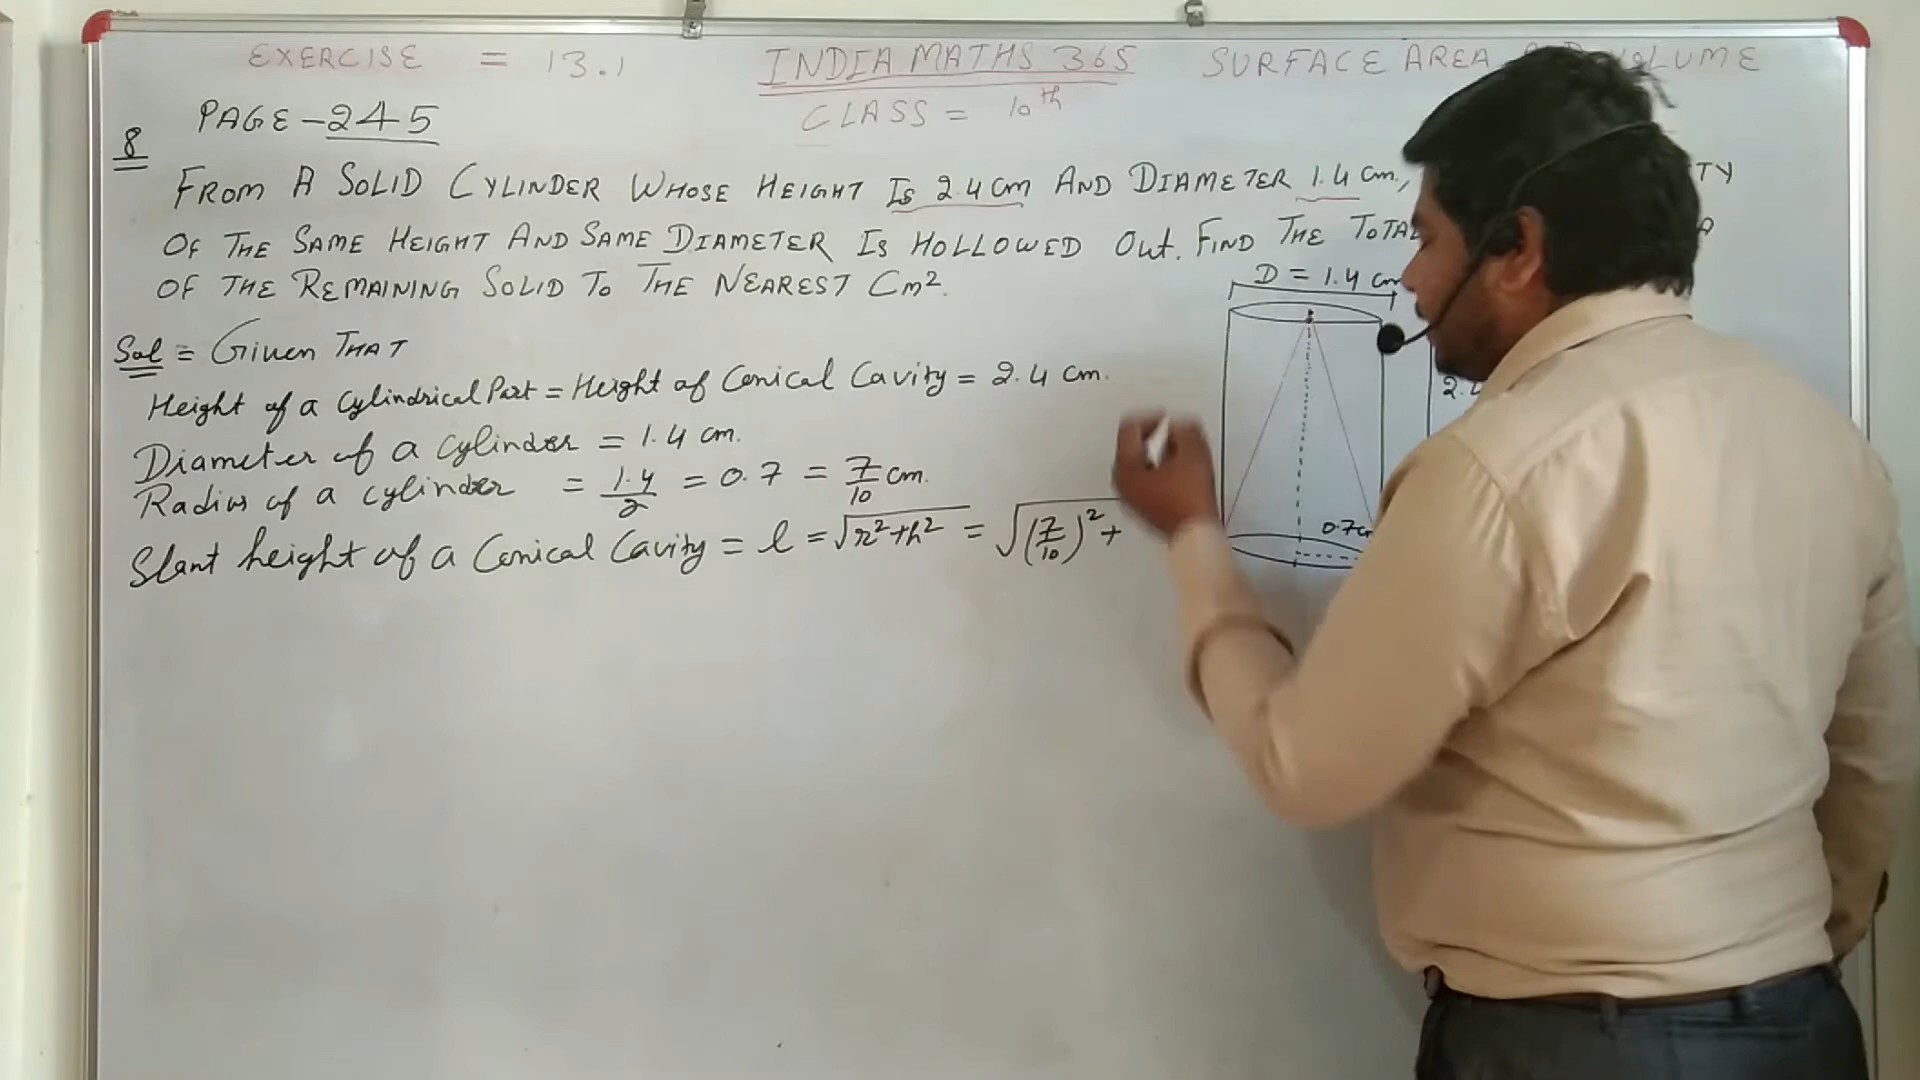 EXERCISE = 13.1 INDIA MATHS 365 SURFACE AREA VOLUME
PAGE-245 CLASS = 10th
8
FROM A SOLID CYLINDER WHOSE HEIGHT IS 2.4 cm AND DIAMETER 1.4 cm,
OF THE SAME HEIGHT AND SAME DIAMETER IS HOLLOWED OUT. FIND THE TOTAL
OF THE REMAINING SOLID TO THE NEAREST Cm².
D = 1.4 cm
Sol = GIVEN THAT
Height of a Cylindrical Part = Height of Conical Cavity = 2.4 cm.
Diameter of a Cylinder = 1.4 cm.
Radius of a cylinder = 1.4/2 = 0.7 = 7/10 cm.
Slant height of a Conical Cavity = l = √r²+h² = √(7/10)² +
0.7